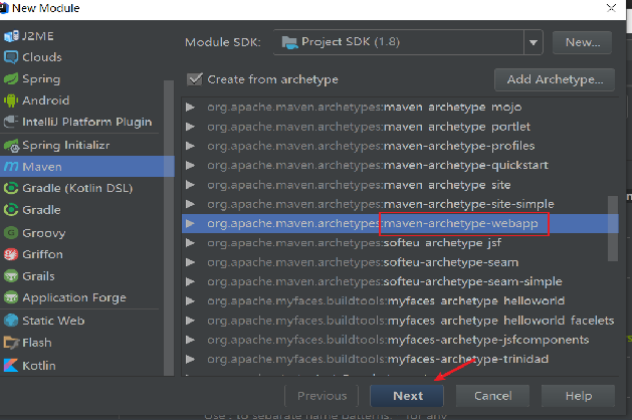 New Module
J2ME
Clouds
Spring
Android
IntelliJ Platform Plugin
Spring Initializr
Maven
Gradle (Kotlin DSL)
Gradle
Groovy
Griffon
Grails
Application Forge
Static Web
Flash
Kotlin
Module SDK: Project SDK (1.8) New...
Create from archetype Add Archetype...
org.apache.maven.archetypes:maven archetype mojo
org.apache.maven.archetypes:maven archetype portlet
org.apache.maven.archetypes:maven-archetype-profiles
org.apache.maven.archetypes:maven-archetype-quickstart
org.apache.maven.archetypes:maven archetype site
org.apache.maven.archetypes:maven-archetype-site-simple
org.apache.maven.archetypes:maven-archetype-webapp
org.apache.maven.archetypes:softeu archetype jsf
org.apache.maven.archetypes:softeu-archetype-seam
org.apache.maven.archetypes:softeu-archetype-seam-simple
org.apache.myfaces.buildtools:myfaces archetype helloworld
org.apache.myfaces.buildtools:myfaces archetype helloworld facelets
org.apache.myfaces.buildtools:myfaces-archetype-jsfcomponents
org.apache.myfaces.buildtools:myfaces-archetype-trinidad
Previous Next Cancel Help
to separate name patterns, for any